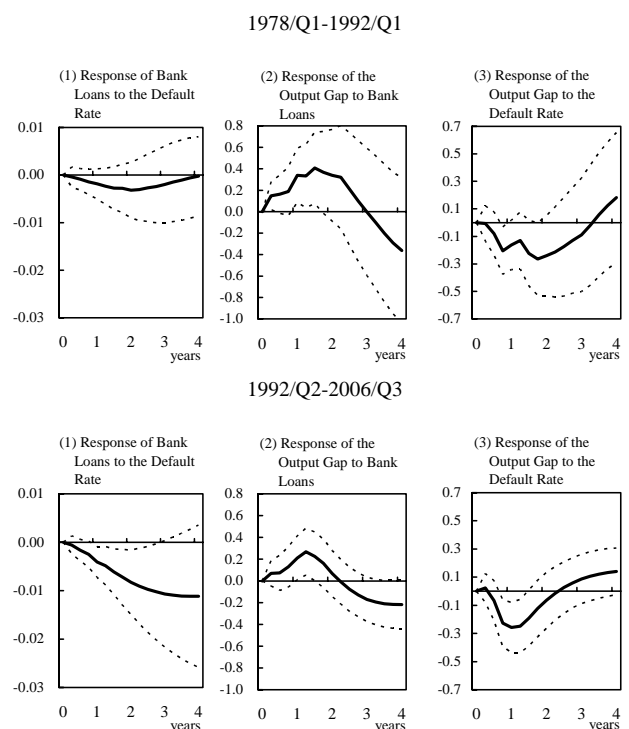 1978/Q1-1992/Q1
(1) Response of Bank
Loans to the Default
Rate
0.01
0.00
-0.01
-0.02
-0.03
0 1 2 3 4
years
(2) Response of the
Output Gap to Bank
Loans
0.8
0.6
0.4
0.2
0.0
-0.2
-0.4
-0.6
-0.8
-1.0
0 1 2 3 4
years
(3) Response of the
Output Gap to the
Default Rate
0.7
0.5
0.3
0.1
-0.1
-0.3
-0.5
-0.7
0 1 2 3 4
years
1992/Q2-2006/Q3
(1) Response of Bank
Loans to the Default
Rate
0.01
0.00
-0.01
-0.02
-0.03
0 1 2 3 4
years
(2) Response of the
Output Gap to Bank
Loans
0.8
0.6
0.4
0.2
0.0
-0.2
-0.4
-0.6
-0.8
-1.0
0 1 2 3 4
years
(3) Response of the
Output Gap to the
Default Rate
0.7
0.5
0.3
0.1
-0.1
-0.3
-0.5
-0.7
0 1 2 3 4
years